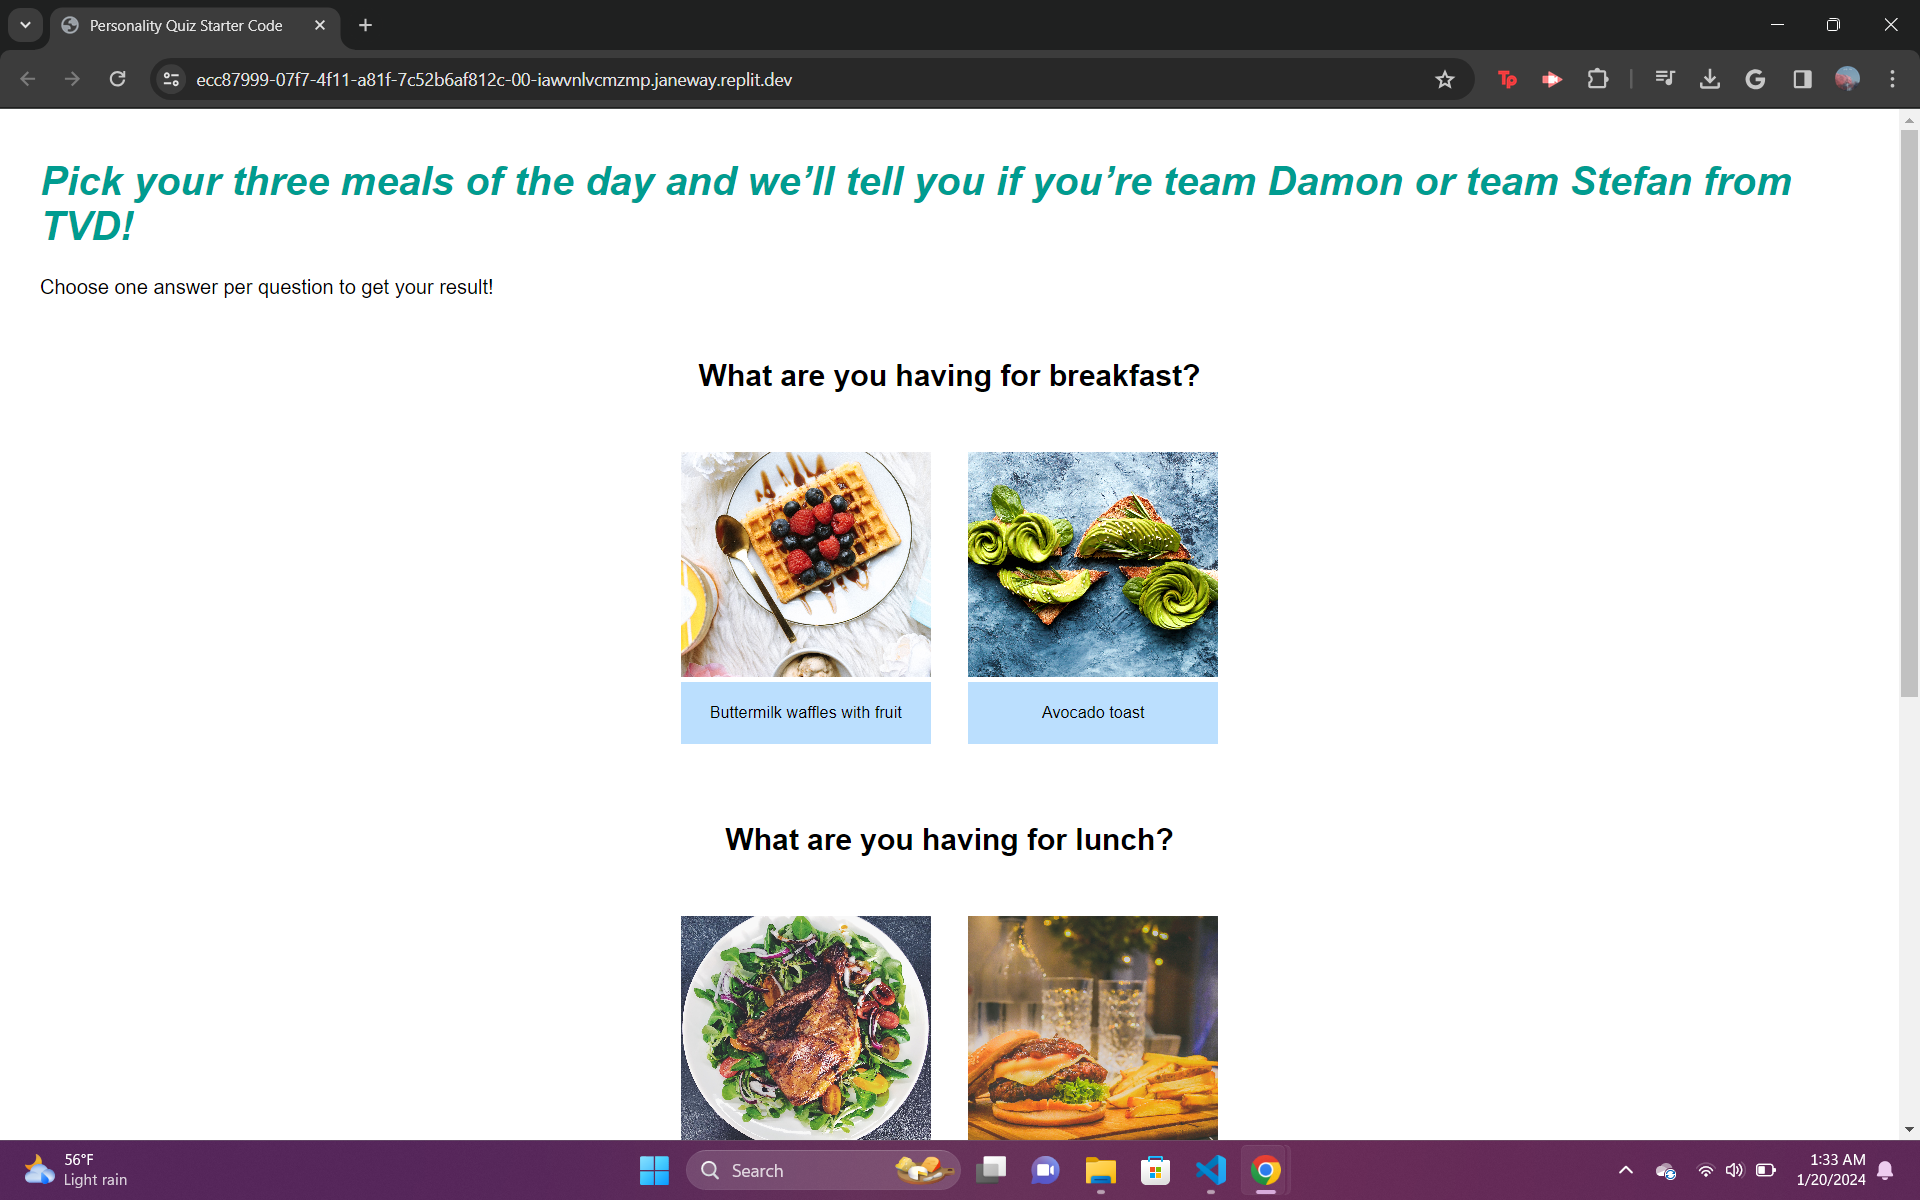 Personality Quiz Starter Code
ecc87999-07f7-4f11-a81f-7c52b6af812c-00-iawvnlvcmzmp.janeway.replit.dev
Tp
G
Pick your three meals of the day and we’ll tell you if you’re team Damon or team Stefan from
TVD!
Choose one answer per question to get your result!
What are you having for breakfast?
Buttermilk waffles with fruit
Avocado toast
What are you having for lunch?
56°F
Light rain
Search
1:33 AM
1/20/2024